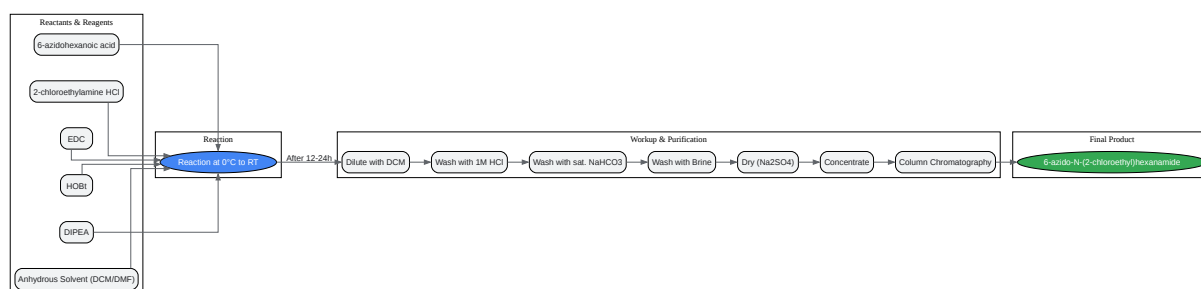 Reactants & Reagents
6-azidohexanoic acid
2-chloroethylamine HCl
EDC
HOBt
DIPEA
Anhydrous Solvent (DCM/DMF)
Reaction
Reaction at 0°C to RT
After 12-24h
Workup & Purification
Dilute with DCM
Wash with 1M HCl
Wash with sat. NaHCO3
Wash with Brine
Dry (Na2SO4)
Concentrate
Column Chromatography
Final Product
6-azido-N-(2-chloroethyl)hexanamide